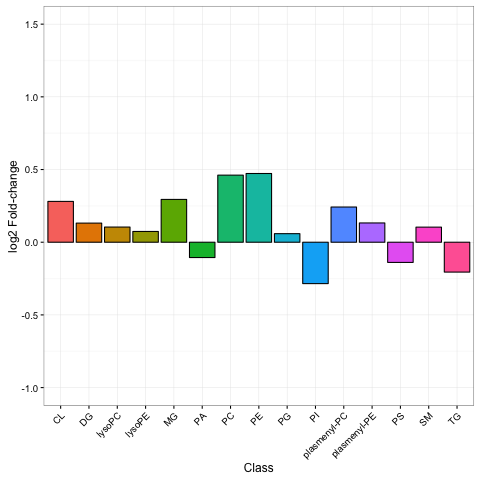 1.5
1.0
0.5
0.0
-0.5
-1.0
log2 Fold-change
CL
DG
lysoPC
lysoPE
MG
PA
PC
PE
PG
PI
plasmenyl-PC
plasmenyl-PE
PS
SM
TG
Class